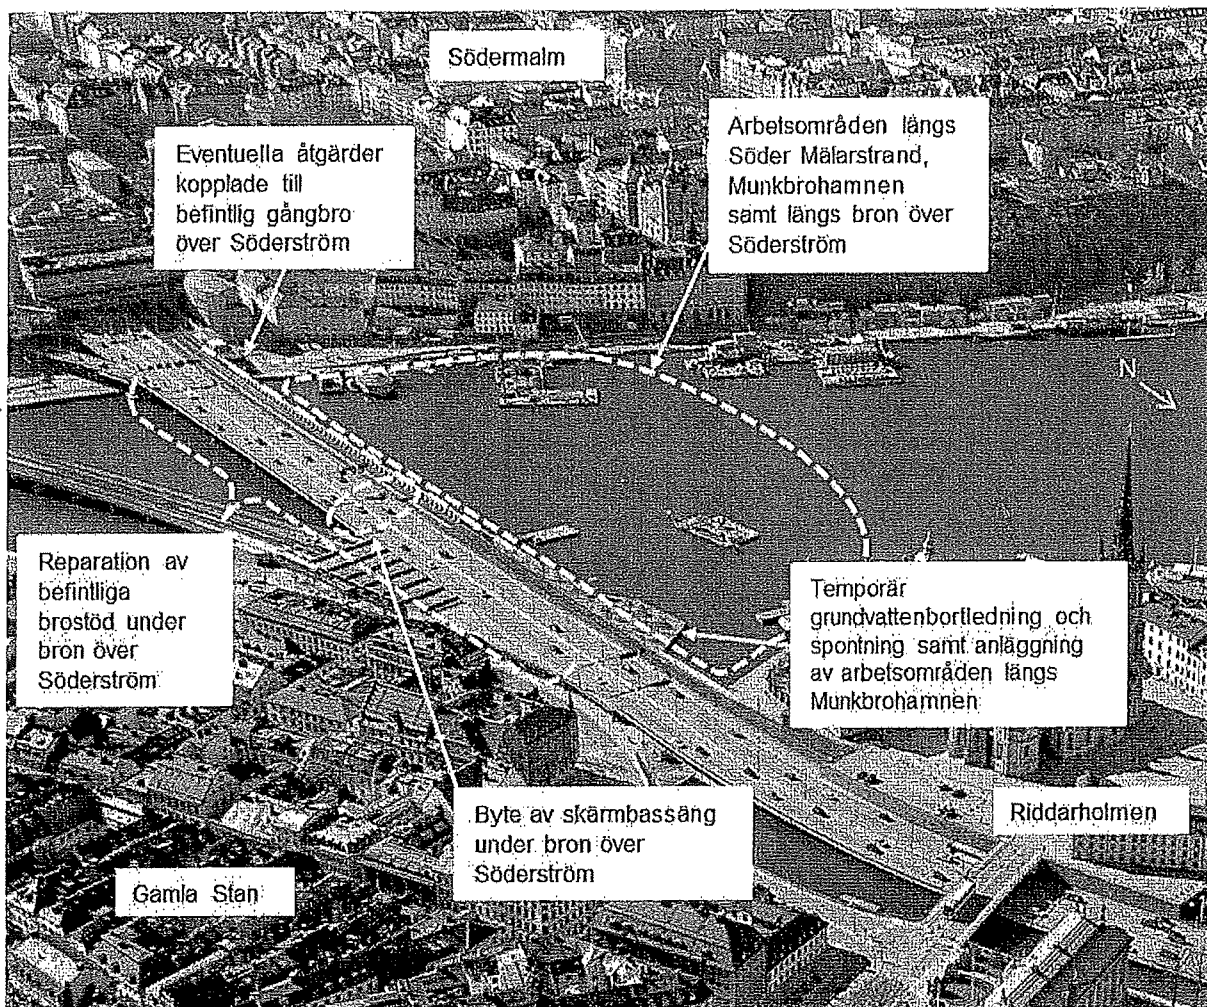 Södermalm
Eventuella åtgärder
kopplade till
befintlig gångbro
över Söderström
Arbetsområden längs
Söder Mälarstrand,
Munkbrohamnen
samt längs bron över
Söderström
N
Reparation av
befintliga
brostöd under
bron över
Söderström
Temporär
grundvattenbortledning och
spontning samt anläggning
av arbetsområden längs
Munkbrohamnen
Byte av skärmbassäng
under bron över
Söderström
Riddarholmen
Gamla Stan